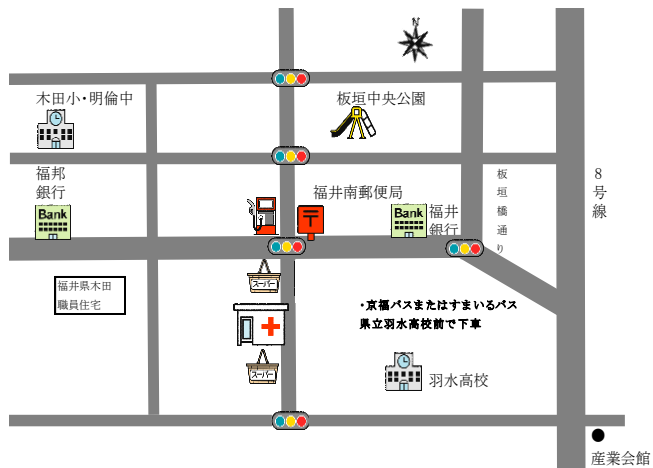 N
木田小・明倫中
板垣中央公園
福邦
銀行
Bank
福井南郵便局
Bank
福井
銀行
板垣橋通り
8号線
スーパー
福井県木田
職員住宅
・京福バスまたはすまいるバス
県立羽水高校前で下車
スーパー
羽水高校
産業会館